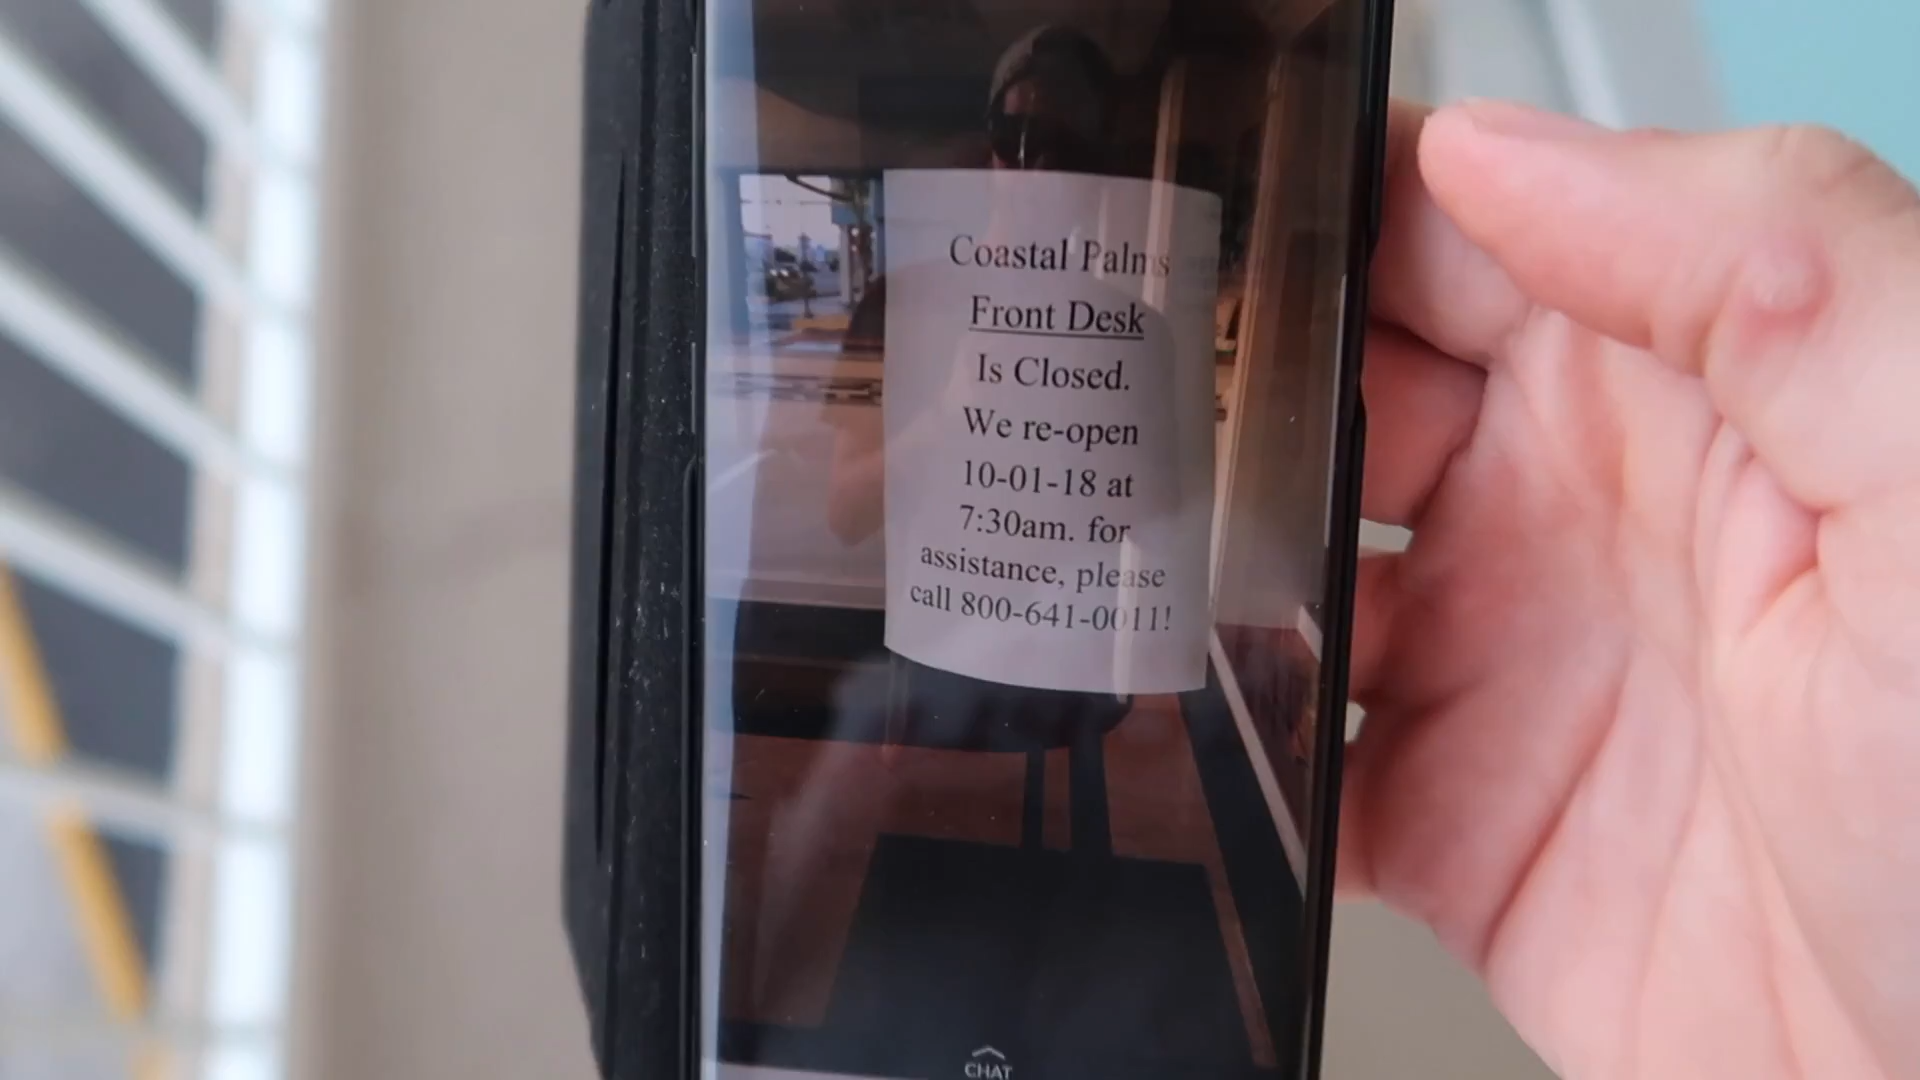 Coastal Palms
Front Desk
Is Closed.
We re-open
10-01-18 at
7:30am. for
assistance, please
call 800-641-0011!
CHAT